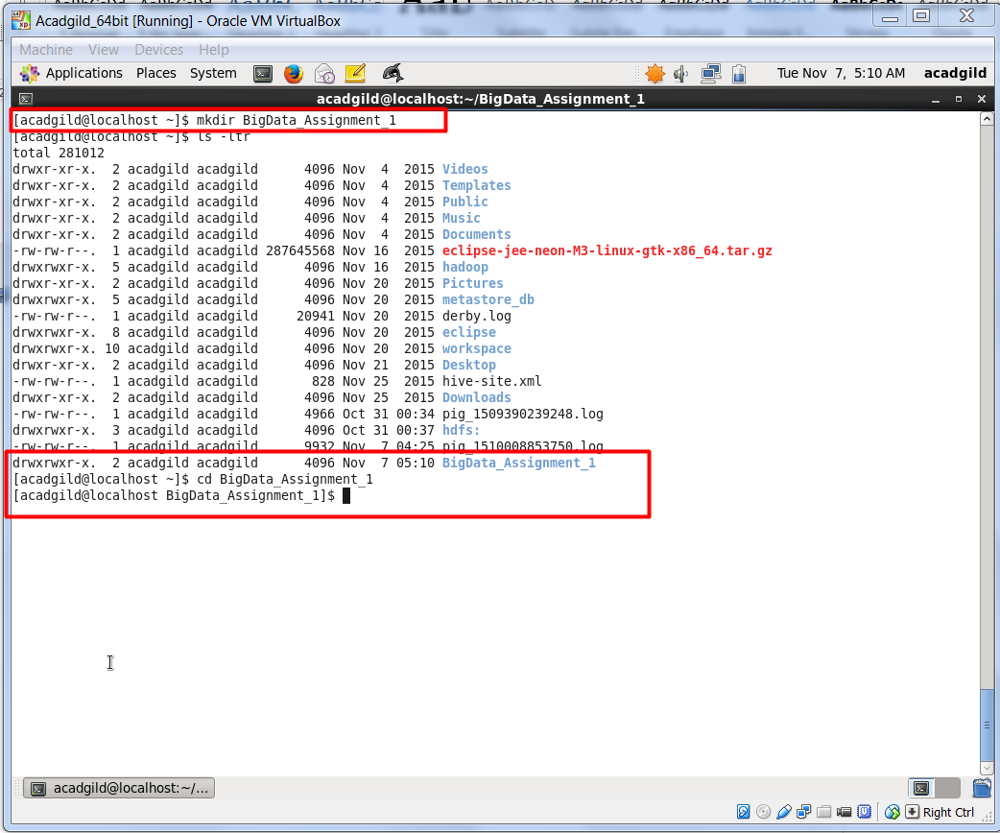 Acadgild_64bit [Running] - Oracle VM VirtualBox
Machine View Devices Help
Applications Places System Tue Nov 7, 5:10 AM acadgild
acadgild@localhost:~/BigData_Assignment_1
[acadgild@localhost ~]$ mkdir BigData_Assignment_1
[acadgild@localhost ~]$ ls -ltr
total 281012
drwxr-xr-x. 2 acadgild acadgild 4096 Nov 4 2015 Videos
drwxr-xr-x. 2 acadgild acadgild 4096 Nov 4 2015 Templates
drwxr-xr-x. 2 acadgild acadgild 4096 Nov 4 2015 Public
drwxr-xr-x. 2 acadgild acadgild 4096 Nov 4 2015 Music
drwxr-xr-x. 2 acadgild acadgild 4096 Nov 4 2015 Documents
-rw-rw-r--. 1 acadgild acadgild 287645568 Nov 16 2015 eclipse-jee-neon-M3-linux-gtk-x86_64.tar.gz
drwxrwxr-x. 5 acadgild acadgild 4096 Nov 16 2015 hadoop
drwxr-xr-x. 2 acadgild acadgild 4096 Nov 20 2015 Pictures
drwxrwxr-x. 5 acadgild acadgild 4096 Nov 20 2015 metastore_db
-rw-rw-r--. 1 acadgild acadgild 20941 Nov 20 2015 derby.log
drwxrwxr-x. 8 acadgild acadgild 4096 Nov 20 2015 eclipse
drwxrwxr-x. 10 acadgild acadgild 4096 Nov 20 2015 workspace
drwxr-xr-x. 2 acadgild acadgild 4096 Nov 21 2015 Desktop
-rw-rw-r--. 1 acadgild acadgild 828 Nov 25 2015 hive-site.xml
drwxr-xr-x. 2 acadgild acadgild 4096 Nov 25 2015 Downloads
-rw-rw-r--. 1 acadgild acadgild 4966 Oct 31 00:34 pig_1509390239248.log
drwxrwxr-x. 3 acadgild acadgild 4096 Oct 31 00:37 hdfs:
-rw-rw-r--. 1 acadgild acadgild 9932 Nov 7 04:25 pig_1510008853750.log
drwxrwxr-x. 2 acadgild acadgild 4096 Nov 7 05:10 BigData_Assignment_1
[acadgild@localhost ~]$ cd BigData_Assignment_1
[acadgild@localhost BigData_Assignment_1]$
acadgild@localhost:~/...
Right Ctrl